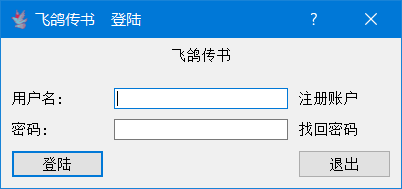 飞鸽传书 登陆 ?
飞鸽传书
用户名: 注册账户
密码: 找回密码
登陆 退出